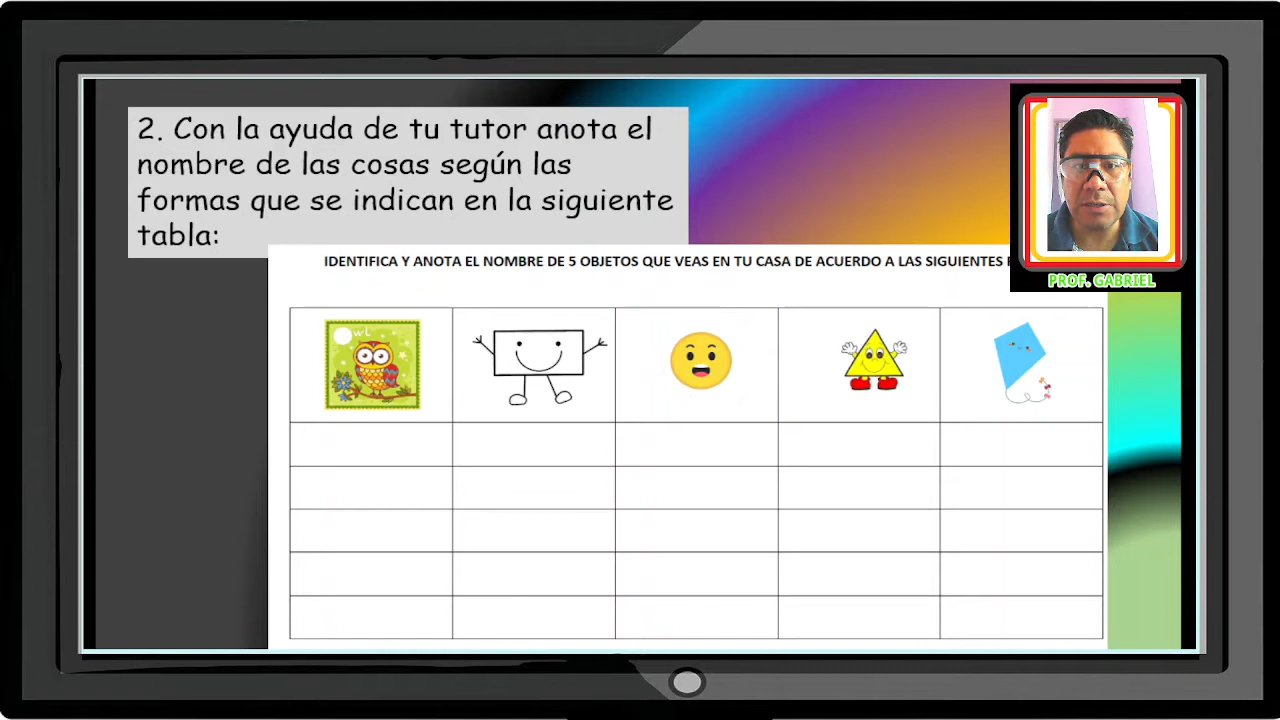 2. Con la ayuda de tu tutor anota el
nombre de las cosas según las
formas que se indican en la siguiente
tabla:
IDENTIFICA Y ANOTA EL NOMBRE DE 5 OBJETOS QUE VEAS EN TU CASA DE ACUERDO A LAS SIGUIENTES
PROF. GABRIEL